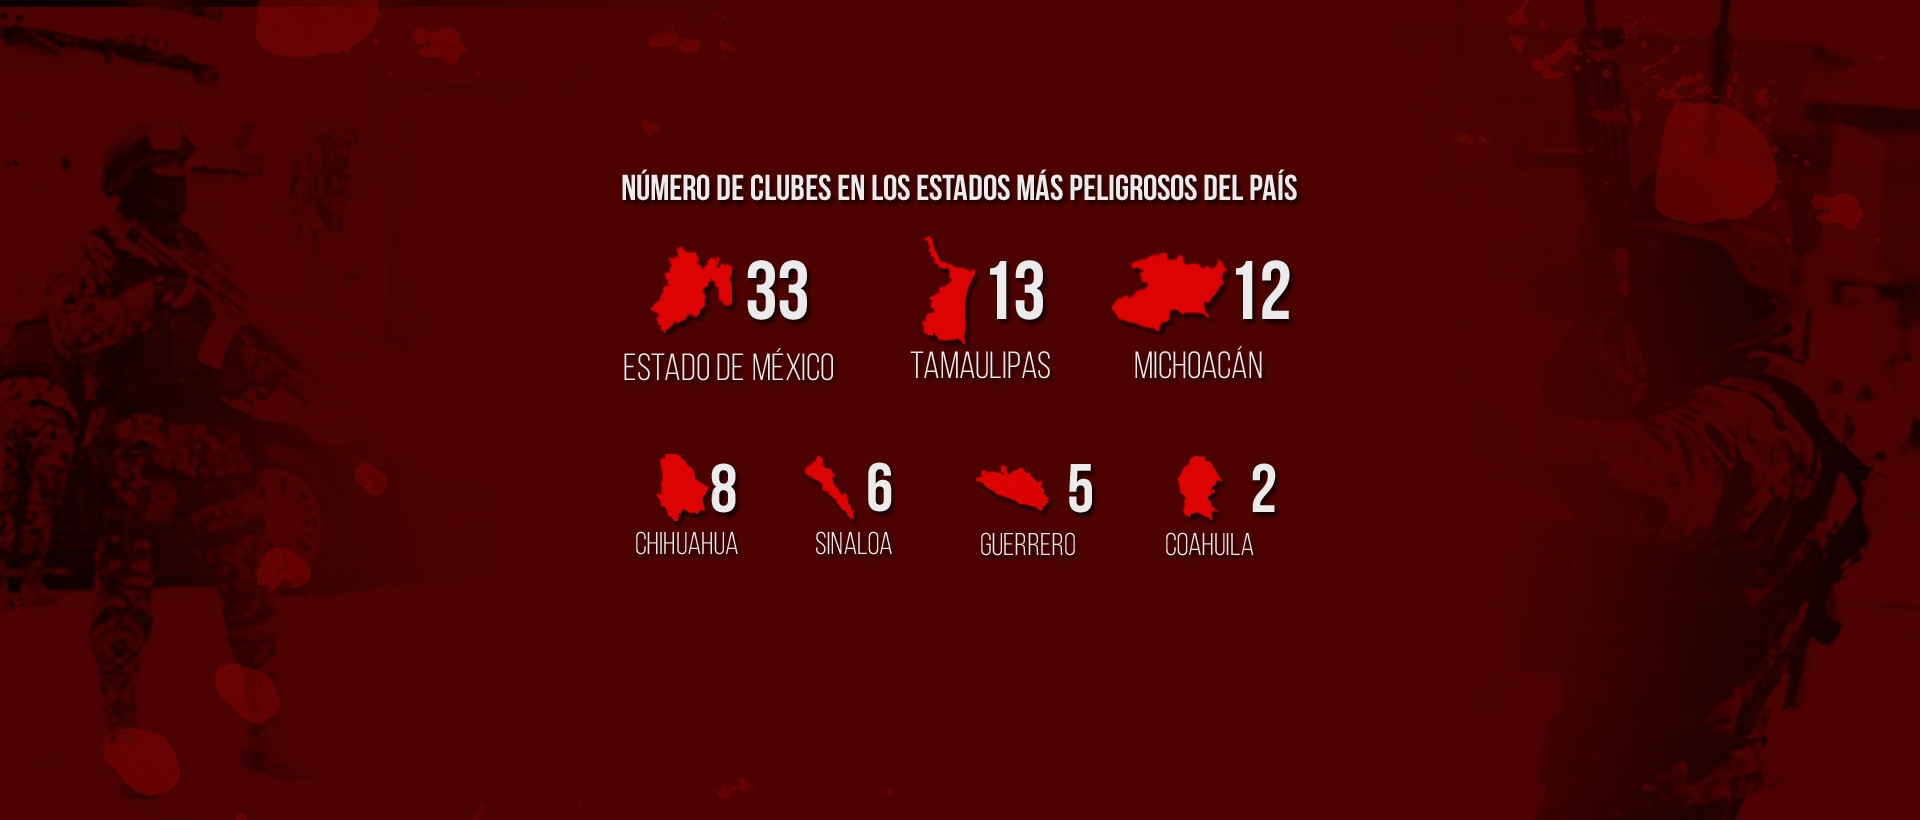 NÚMERO DE CLUBES EN LOS ESTADOS MÁS PELIGROSOS DEL PAÍS
33 13 12
ESTADO DE MÉXICO TAMAULIPAS MICHOACÁN
8 6 5 2
CHIHUAHUA SINALOA GUERRERO COAHUILA